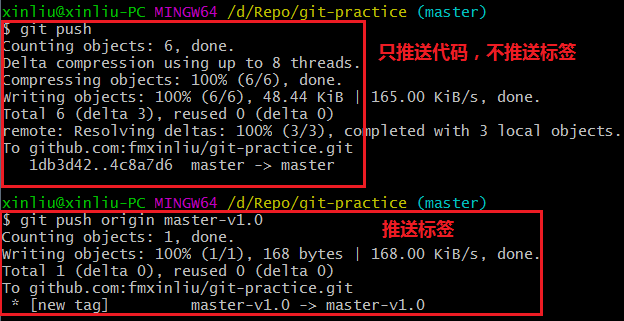 xinliu@xinliu-PC MINGW64 /d/Repo/git-practice (master)
$ git push
Counting objects: 6, done.
Delta compression using up to 8 threads.
Compressing objects: 100% (6/6), done.
Writing objects: 100% (6/6), 48.44 KiB | 165.00 KiB/s, done.
Total 6 (delta 3), reused 0 (delta 0)
remote: Resolving deltas: 100% (3/3), completed with 3 local objects.
To github.com:fmxinliu/git-practice.git
1db3d42..4c8a7d6 master -> master
只推送代码，不推送标签
xinliu@xinliu-PC MINGW64 /d/Repo/git-practice (master)
$ git push origin master-v1.0
Counting objects: 1, done.
Writing objects: 100% (1/1), 168 bytes | 168.00 KiB/s, done.
Total 1 (delta 0), reused 0 (delta 0)
To github.com:fmxinliu/git-practice.git
* [new tag] master-v1.0 -> master-v1.0
推送标签